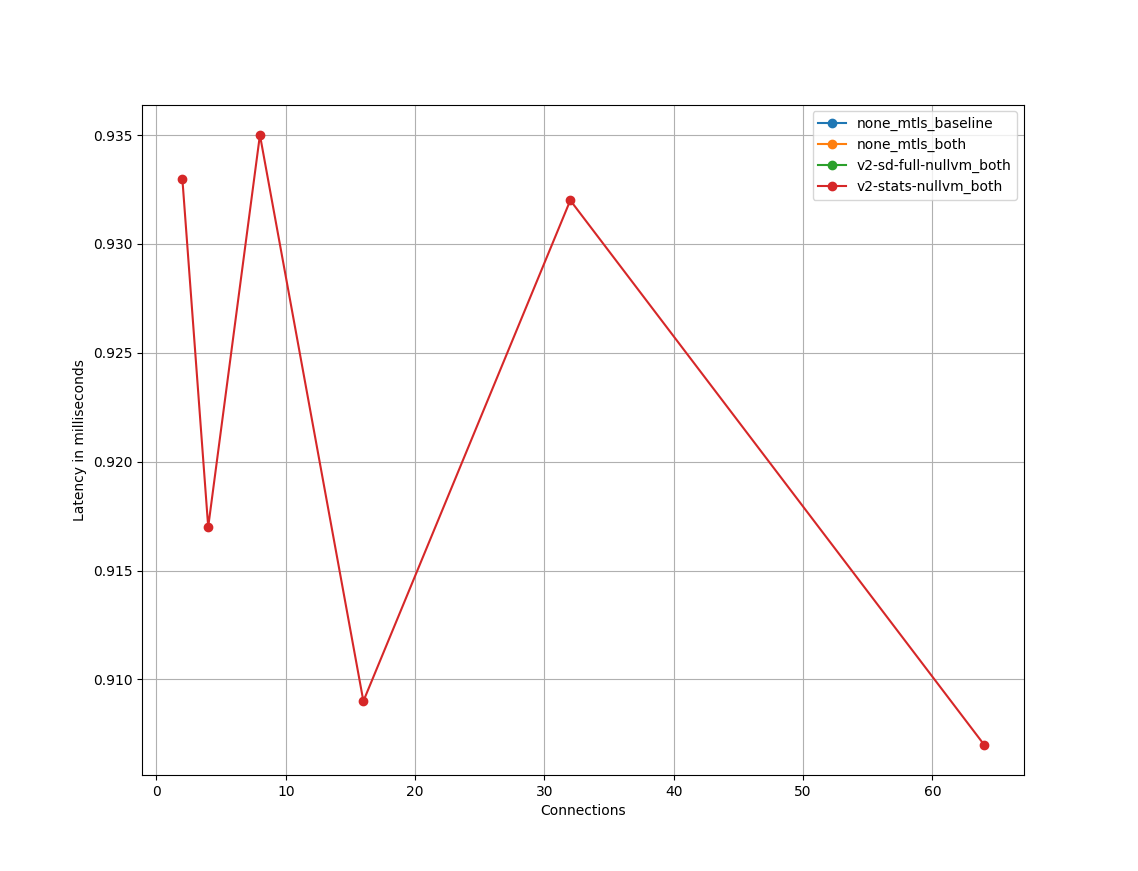 none_mtls_baseline
none_mtls_both
v2-sd-full-nullvm_both
v2-stats-nullvm_both
0.935
0.930
0.925
0.920
0.915
0.910
Latency in milliseconds
0 10 20 30 40 50 60
Connections